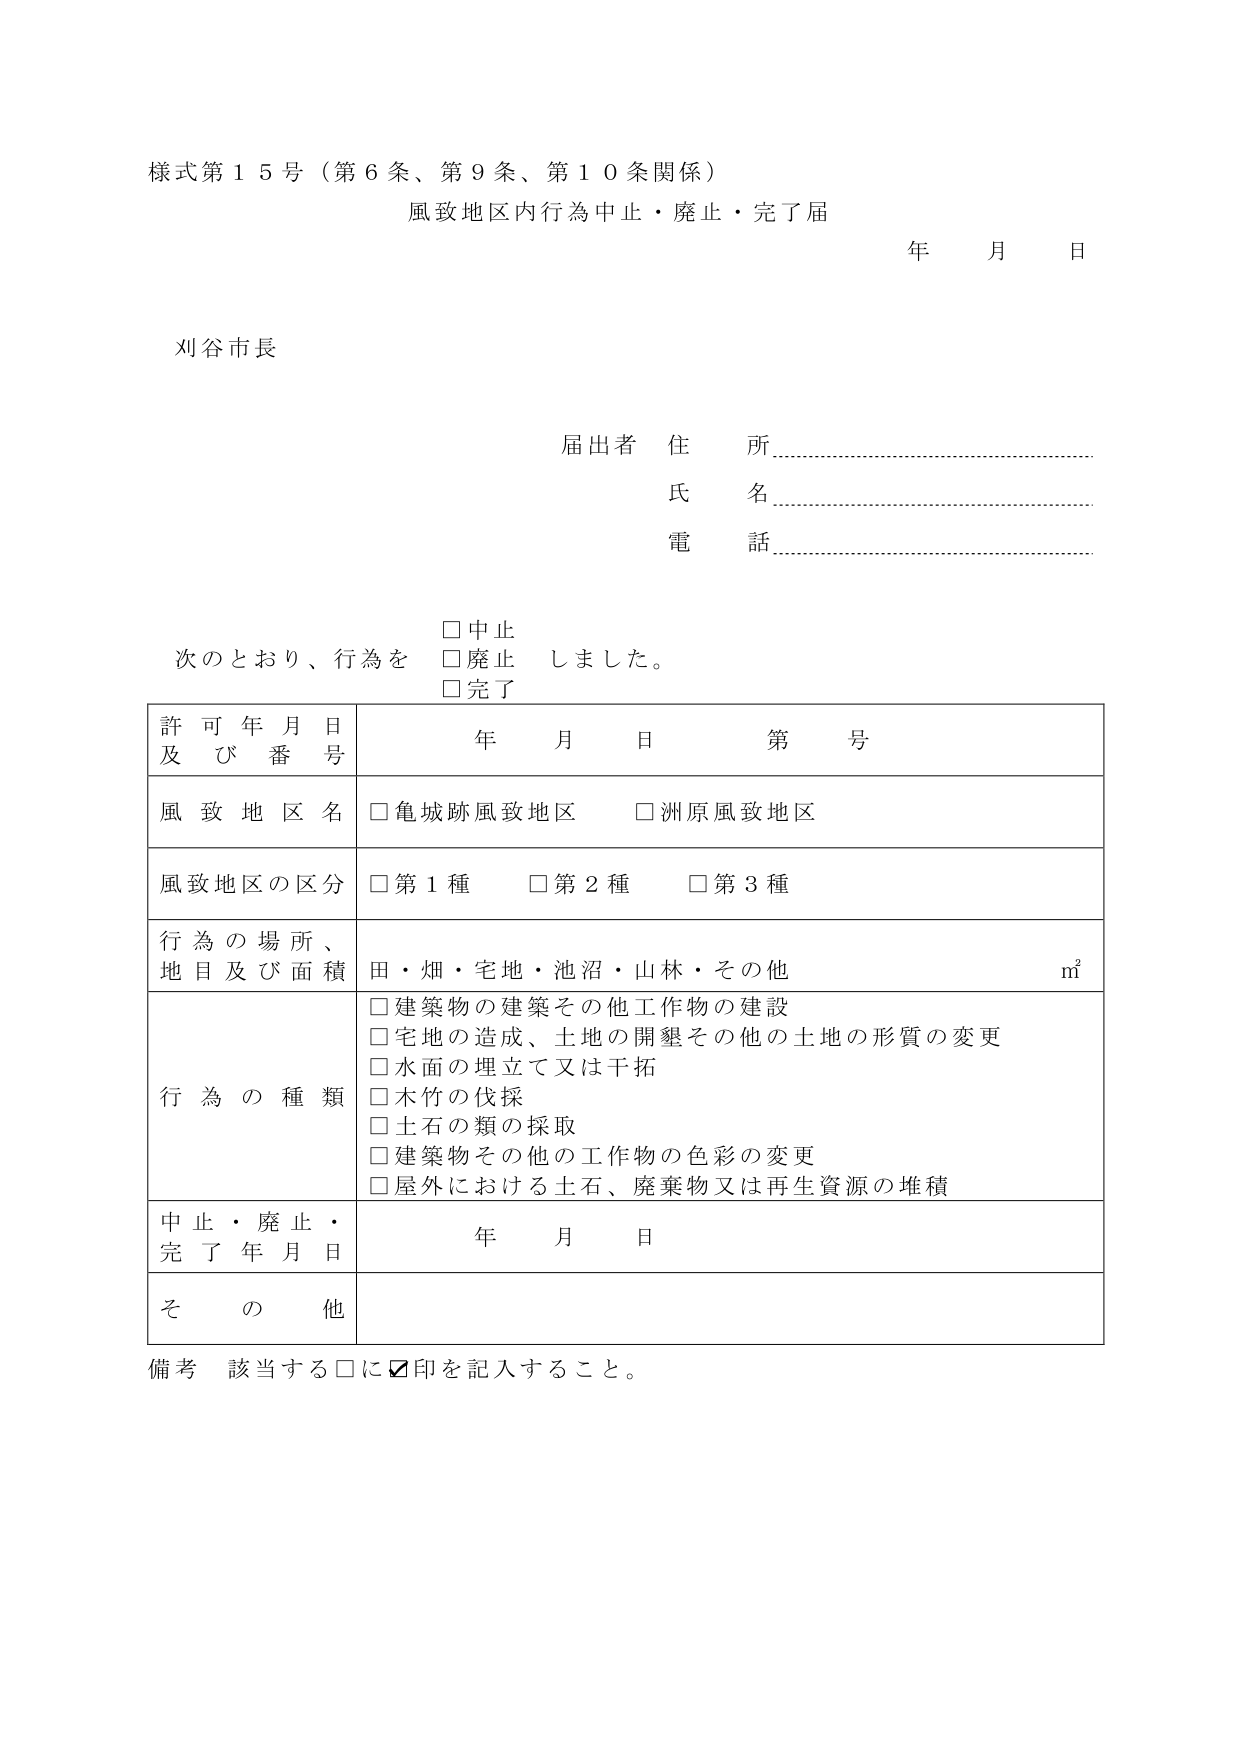 様式第１５号（第６条、第９条、第１０条関係）
風致地区内行為中止・廃止・完了届
年　　月　　日
刈谷市長
届出者　住　　所
氏　　名
電　　話
□中止
次のとおり、行為を　□廃止　しました。
□完了
許可年月日
及び番号
年　　月　　日　　　　第　　号
風致地区名　□亀城跡風致地区　　□洲原風致地区
風致地区の区分　□第１種　　□第２種　　□第３種
行為の場所、
地目及び面積　田・畑・宅地・池沼・山林・その他　　㎡
行為の種類
□建築物の建築その他工作物の建設
□宅地の造成、土地の開墾その他の土地の形質の変更
□水面の埋立て又は干拓
□木竹の伐採
□土石の類の採取
□建築物その他の工作物の色彩の変更
□屋外における土石、廃棄物又は再生資源の堆積
中止・廃止・
完了年月日
年　　月　　日
その他
備考　該当する□に☑印を記入すること。